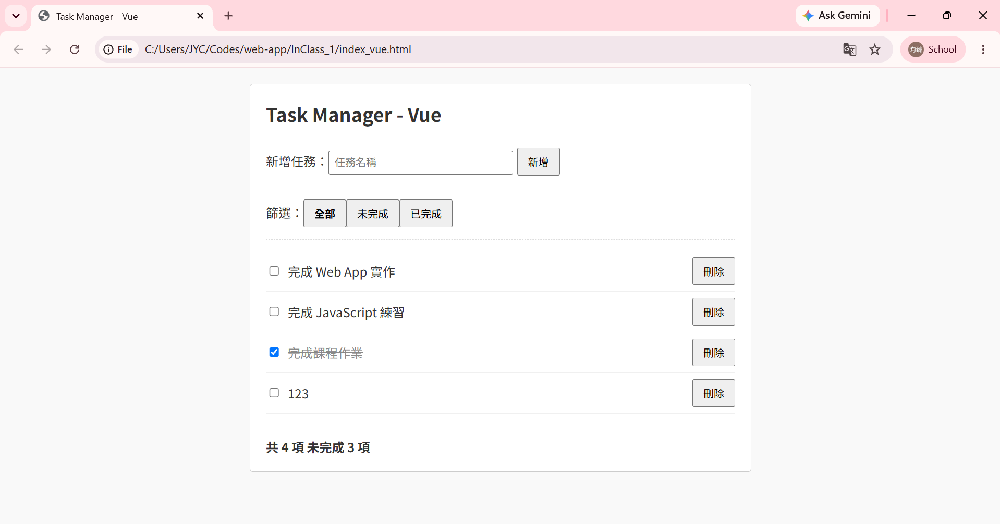 Task Manager - Vue
Ask Gemini
File
C:/Users/JYC/Codes/web-app/InClass_1/index_vue.html
昀臻
School
Task Manager - Vue
新增任務：
任務名稱
新增
篩選：
全部
未完成
已完成
完成 Web App 實作
刪除
完成 JavaScript 練習
刪除
完成課程作業
刪除
123
刪除
共 4 項 未完成 3 項